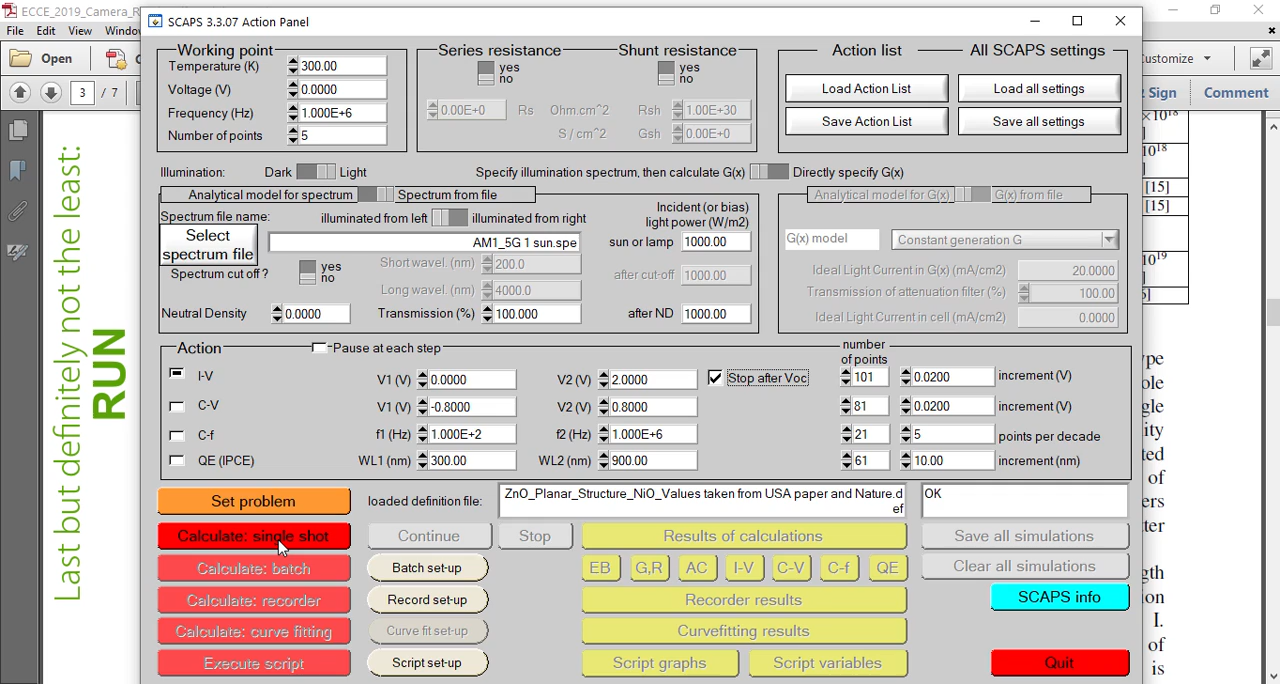 ECCE_2019_Camera_R
SCAPS 3.3.07 Action Panel
File Edit View Window
Open
3 / 7
Customize
Sign
Comment
Last but definitely not the least:
RUN
Working point
Temperature (K) 300.00
Voltage (V) 0.0000
Frequency (Hz) 1.000E+6
Number of points 5
Series resistance
yes
no
0.00E+0 Rs Ohm.cm^2
S / cm^2
Shunt resistance
yes
no
Rsh 1.00E+30
Gsh 0.00E+0
Action list
All SCAPS settings
Load Action List
Load all settings
Save Action List
Save all settings
Illumination: Dark Light
Specify illumination spectrum, then calculate G(x) Directly specify G(x)
Analytical model for spectrum Spectrum from file
Spectrum file name: illuminated from left illuminated from right
Incident (or bias)
light power (W/m2)
Select
spectrum file
AM1_5G 1 sun.spe
sun or lamp 1000.00
Spectrum cut off ? yes
no
Short wavel. (nm) 200.0
after cut-off 1000.00
Long wavel. (nm) 4000.0
Neutral Density 0.0000
Transmission (%) 100.000
after ND 1000.00
Analytical model for G(x) G(x) from file
G(x) model Constant generation G
Ideal Light Current in G(x) (mA/cm2) 20.0000
Transmission of attenuation filter (%) 100.00
Ideal Light Current in cell (mA/cm2) 0.0000
Action Pause at each step
number
of points
I-V V1 (V) 0.0000 V2 (V) 2.0000 Stop after Voc 101 0.0200 increment (V)
C-V V1 (V) -0.8000 V2 (V) 0.8000 81 0.0200 increment (V)
C-f f1 (Hz) 1.000E+2 f2 (Hz) 1.000E+6 21 5 points per decade
QE (IPCE) WL1 (nm) 300.00 WL2 (nm) 900.00 61 10.00 increment (nm)
Set problem
loaded definition file:
ZnO_Planar_Structure_NiO_Values taken from USA paper and Nature.d
ef
OK
Calculate: single shot Continue Stop Results of calculations Save all simulations
Calculate: batch Batch set-up EB G,R AC I-V C-V C-f QE Clear all simulations
Calculate: recorder Record set-up Recorder results SCAPS info
Calculate: curve fitting Curve fit set-up Curvefitting results
Execute script Script set-up Script graphs Script variables Quit
×10¹⁸
]
10¹⁸
]
[15]
[15]
10¹⁹